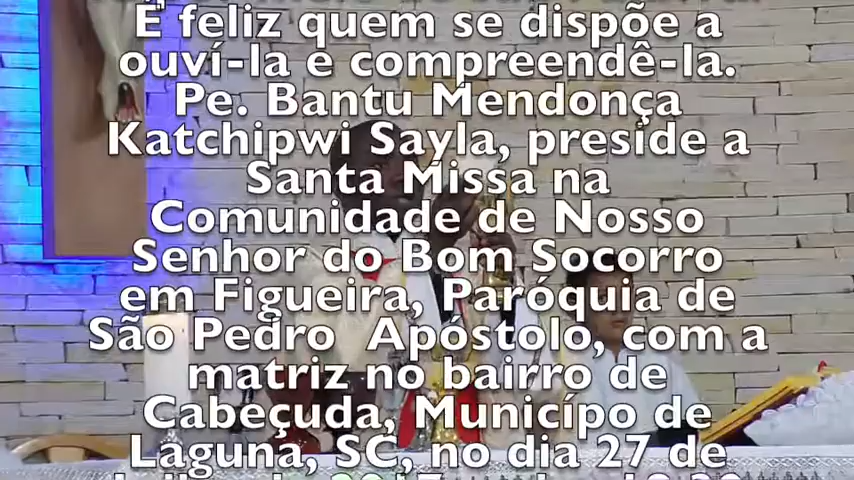 É feliz quem se dispõe a
ouví-la e compreendê-la.
Pe. Bantu Mendonça
Katchipwi Sayla, preside a
Santa Missa na
Comunidade de Nosso
Senhor do Bom Socorro
em Figueira, Paróquia de
São Pedro Apostolo, com a
matriz no bairro de
Cabeçuda, Município de
Laguna, SC, no dia 27 de